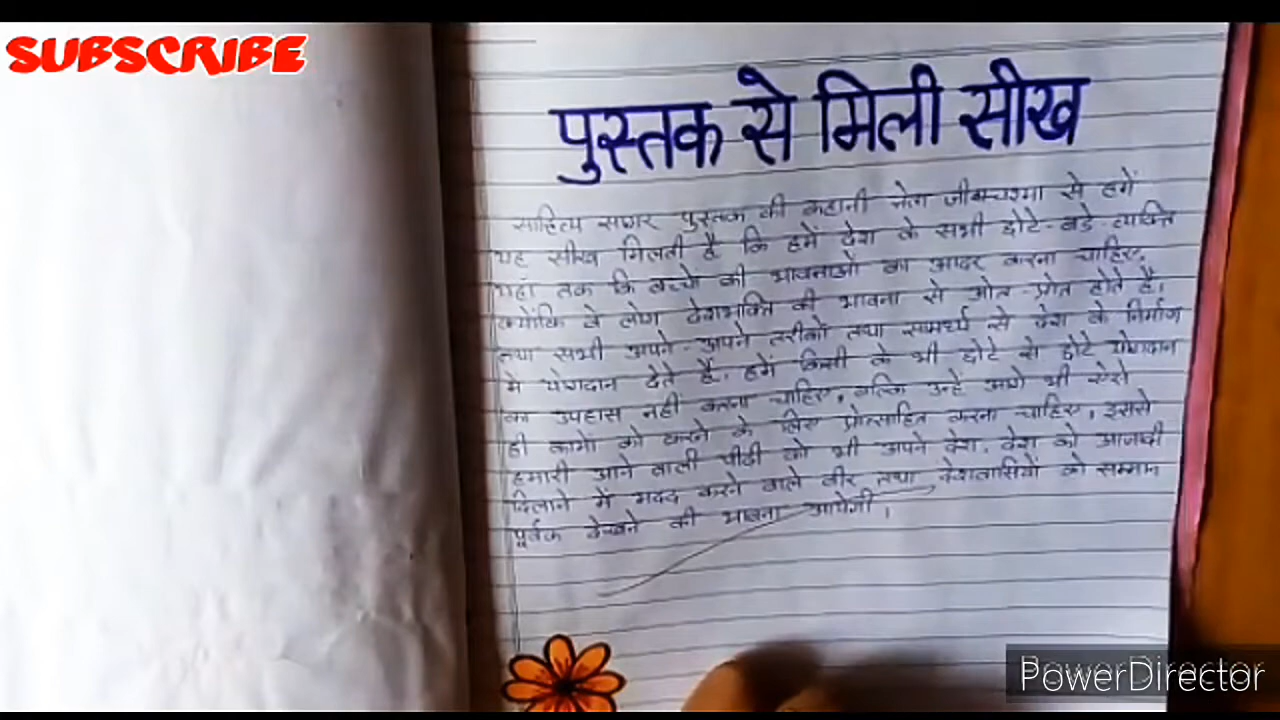 SUBSCRIBE
पुस्तक से मिली सीख
साहित्य सागर पुस्तक की कहानी नेता जी का चश्मा से हमें
यह सीख मिलती है कि हमें देश के सभी छोटे-बडे व्यक्ति
यहां तक कि बच्चो की भावनाओं का आदर करना चाहिए,
क्योंकि वे लोग देशभक्ति की भावना से ओत-प्रोत होते है।
तथा सभी अपने-अपने तरीकों तथा सामर्थ्य से देश के निर्माण
मे योगदान देते है, हमें किसी के भी छोटे से छोटे योगदान
का उपहास नही करना चाहिए, बल्कि उन्हे आगे भी ऐसे
ही कामों को करने के लिए प्रोत्साहित करना चाहिए, इससे
हमारी आने वाली पीढी को भी अपने देश, देश को आजादी
दिलाने में मदद करने वाले वीर तथा देशवासियों को सम्मान
पूर्वक देखने की भावना आयेगी।
PowerDirector